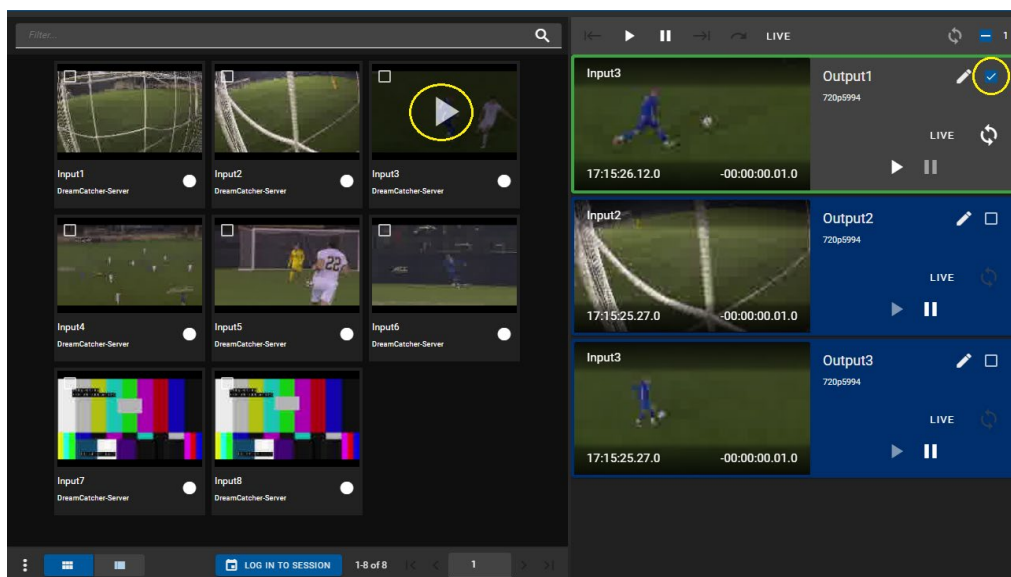 Filter...
LIVE
1
Input1
DreamCatcher-Server
Input2
DreamCatcher-Server
Input3
DreamCatcher-Server
Input4
DreamCatcher-Server
Input5
DreamCatcher-Server
22
Input6
DreamCatcher-Server
Input7
DreamCatcher-Server
Input8
DreamCatcher-Server
LOG IN TO SESSION
1-8 of 8
1
Input3
17:15:26.12.0
-00:00:00.01.0
Output1
720p5994
LIVE
Input2
17:15:25.27.0
-00:00:00.01.0
Output2
720p5994
LIVE
Input3
17:15:25.27.0
-00:00:00.01.0
Output3
720p5994
LIVE